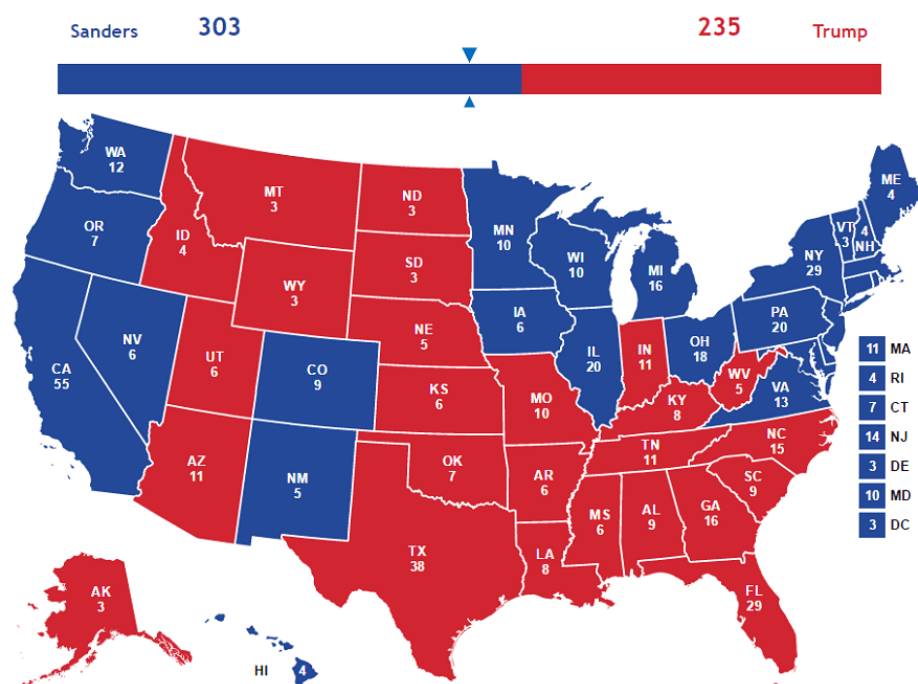 Sanders 303 235 Trump
WA
12
OR
7
CA
55
NV
6
ID
4
MT
3
WY
3
UT
6
AZ
11
CO
9
NM
5
ND
3
SD
3
NE
5
KS
6
OK
7
TX
38
MN
10
IA
6
MO
10
AR
6
LA
8
WI
10
IL
20
MI
16
IN
11
OH
18
KY
8
TN
11
MS
6
AL
9
GA
16
FL
29
SC
9
NC
15
VA
13
WV
5
PA
20
NY
29
VT
3
4
NH
ME
4
11 MA
4 RI
7 CT
14 NJ
3 DE
10 MD
3 DC
AK
3
HI 4